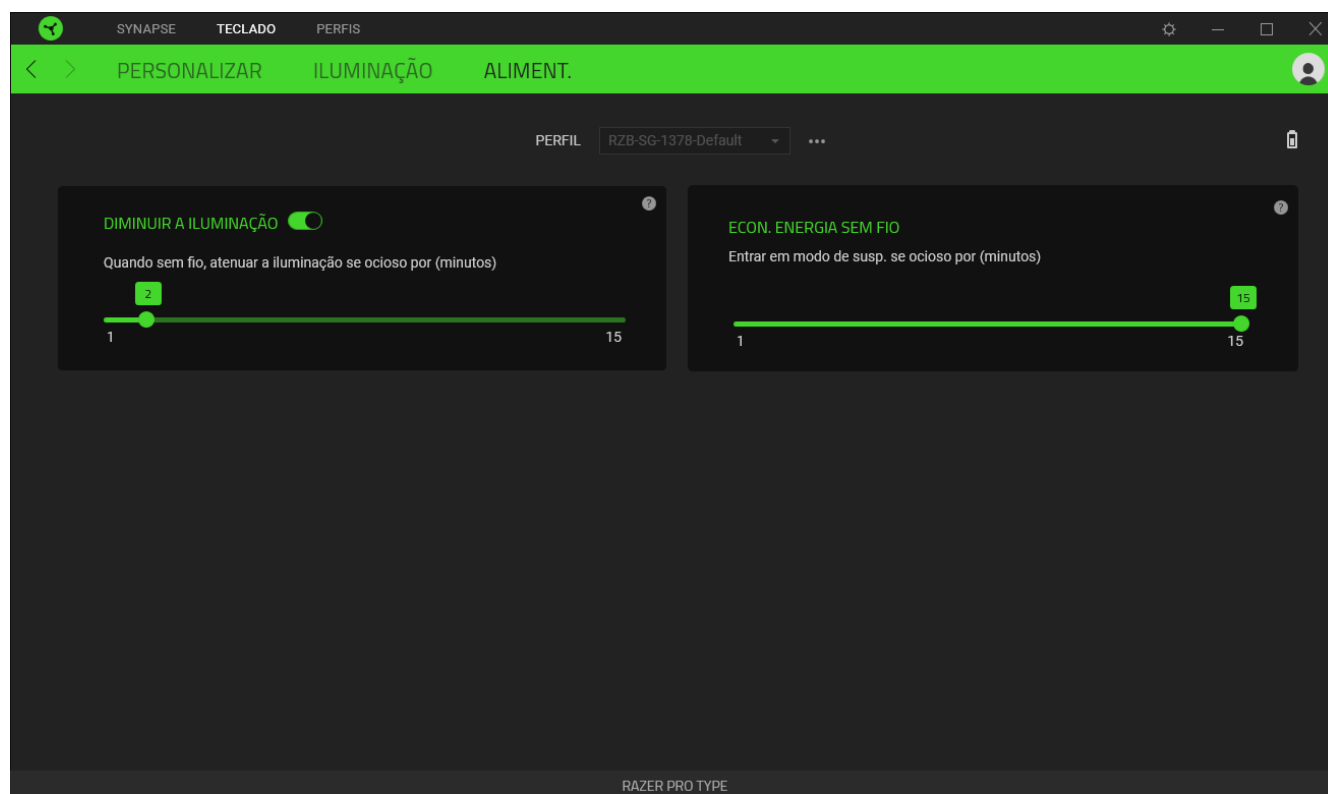 SYNAPSE TECLADO PERFIS
PERSONALIZAR ILUMINAÇÃO ALIMENT.
PERFIL RZB-SG-1378-Default
DIMINUIR A ILUMINAÇÃO
?
Quando sem fio, atenuar a iluminação se ocioso por (minutos)
2
1 15
?
ECON. ENERGIA SEM FIO
Entrar em modo de susp. se ocioso por (minutos)
15
1 15
RAZER PRO TYPE